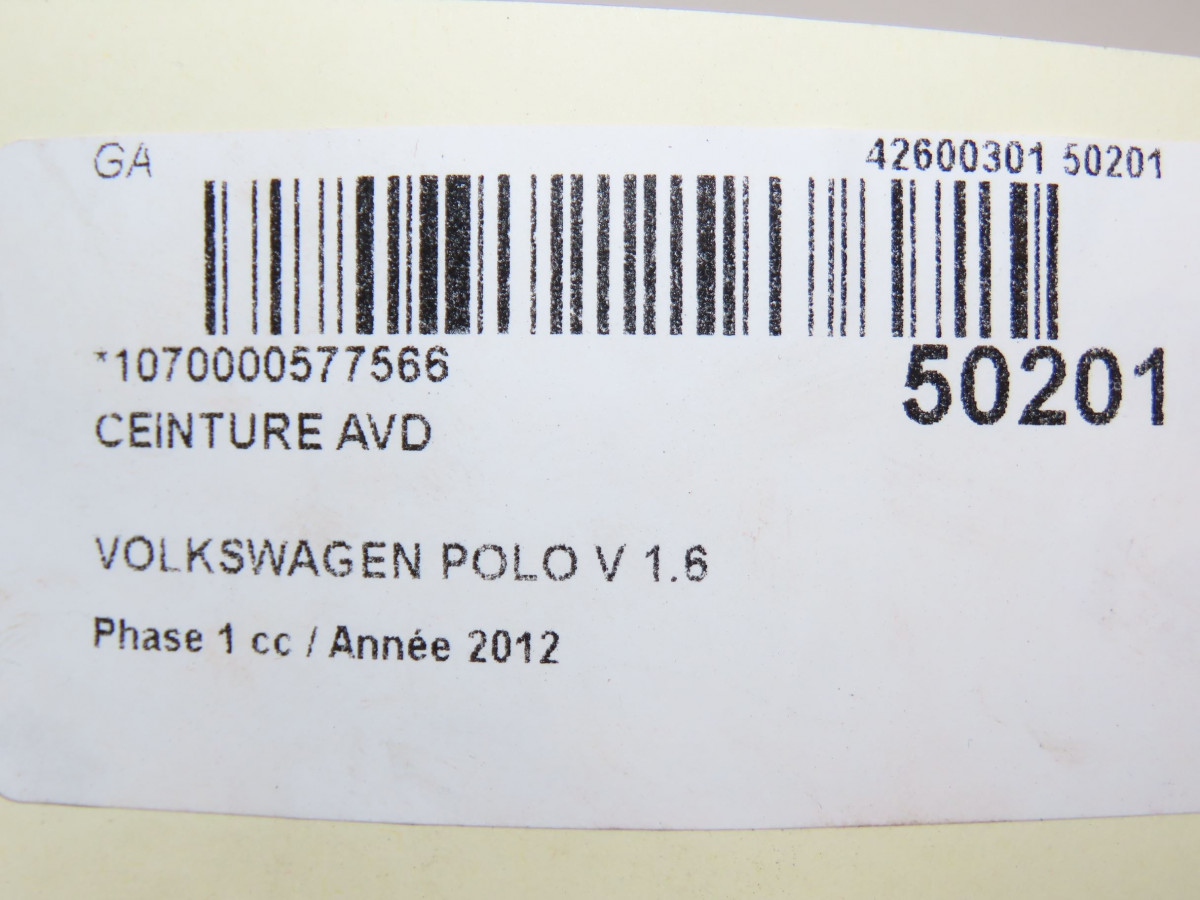 GA
42600301 50201
*1070000577566
50201
CEINTURE AVD
VOLKSWAGEN POLO V 1.6
Phase 1 cc / Année 2012